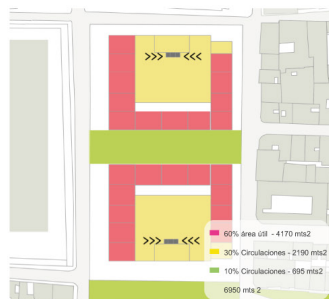 >>> <<<
>>> <<<
60% área útil - 4170 mts2
30% Circulaciones - 2190 mts2
10% Circulaciones - 695 mts2
6950 mts 2